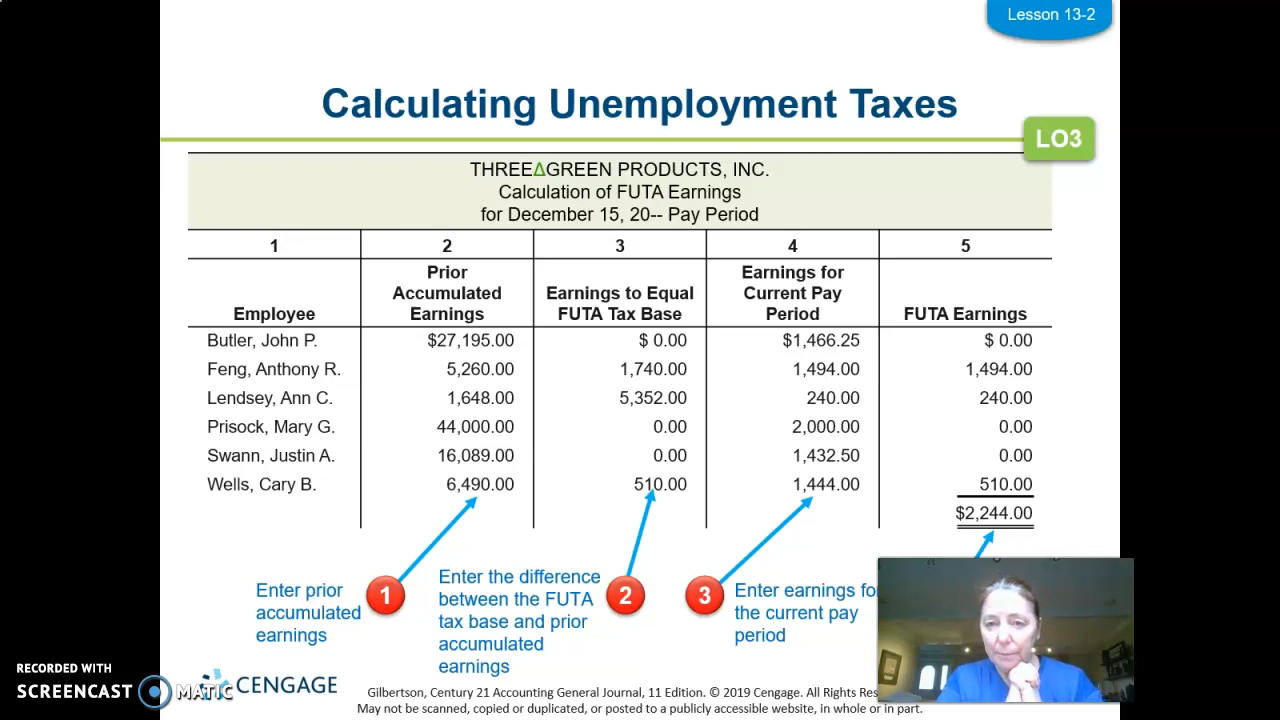 Lesson 13-2
Calculating Unemployment Taxes
LO3
THREE∆GREEN PRODUCTS, INC.
Calculation of FUTA Earnings
for December 15, 20-- Pay Period
1 2 3 4 5
Employee
Prior
Accumulated
Earnings
Earnings to Equal
FUTA Tax Base
Earnings for
Current Pay
Period
FUTA Earnings
Butler, John P. $27,195.00 $ 0.00 $1,466.25 $ 0.00
Feng, Anthony R. 5,260.00 1,740.00 1,494.00 1,494.00
Lendsey, Ann C. 1,648.00 5,352.00 240.00 240.00
Prisock, Mary G. 44,000.00 0.00 2,000.00 0.00
Swann, Justin A. 16,089.00 0.00 1,432.50 0.00
Wells, Cary B. 6,490.00 510.00 1,444.00 510.00
$2,244.00
Enter prior
accumulated
earnings
1
Enter the difference
between the FUTA
tax base and prior
accumulated
earnings
2
3
Enter earnings fo
the current pay
period
RECORDED WITH
SCREENCAST MATIC
CENGAGE
Gilbertson, Century 21 Accounting General Journal, 11 Edition. © 2019 Cengage. All Rights Res
May not be scanned, copied or duplicated, or posted to a publicly accessible website, in whole or in part.